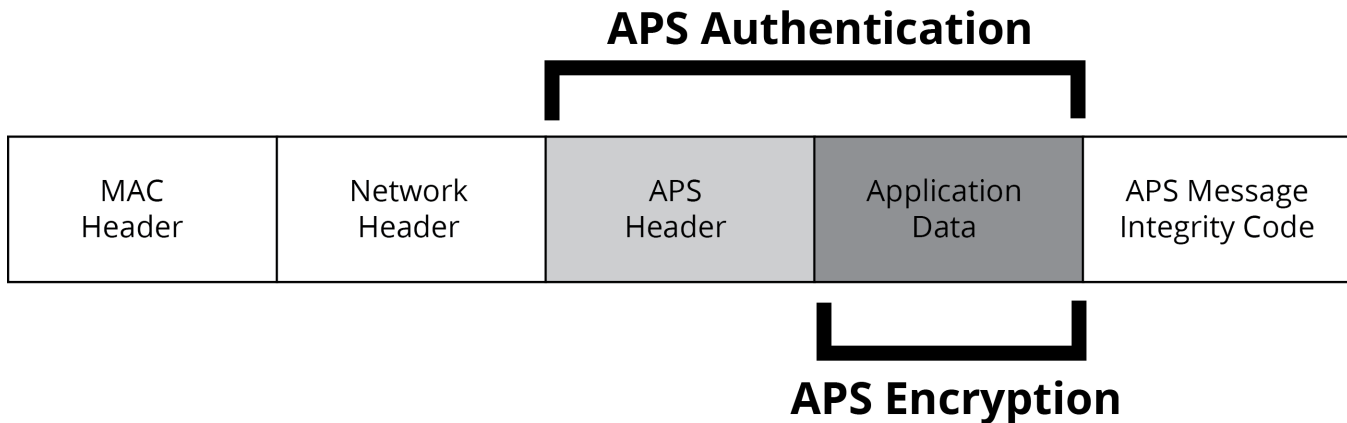 APS Authentication
MAC
Header
Network
Header
APS
Header
Application
Data
APS Message
Integrity Code
APS Encryption